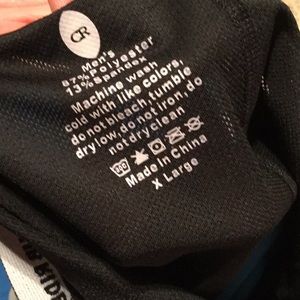 CR
Men's
87% Polyester
13% Spandex
Machine wash
cold with like colors,
do not bleach, tumble
dry low, do not iron, do
not dry clean
Made in China
X Large
RIDE